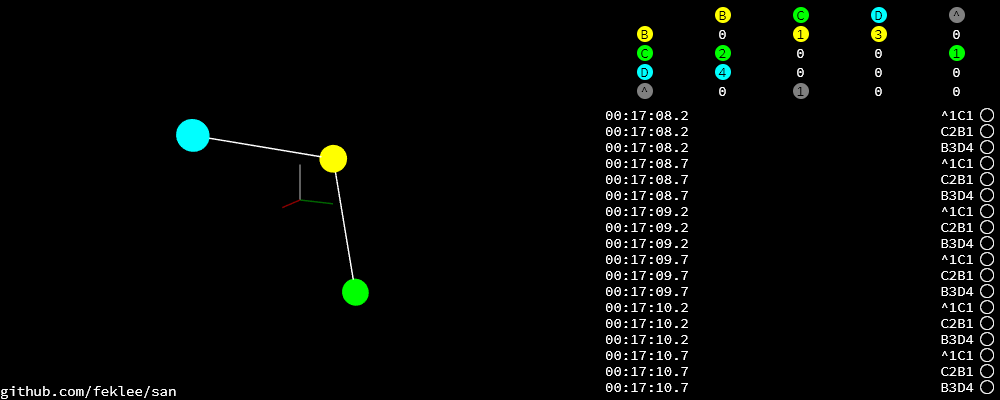 B C D ^
B 0 1 3 0
C 2 0 0 1
D 4 0 0 0
^ 0 1 0 0
00:17:08.2 ^1C1
00:17:08.2 C2B1
00:17:08.2 B3D4
00:17:08.7 ^1C1
00:17:08.7 C2B1
00:17:08.7 B3D4
00:17:09.2 ^1C1
00:17:09.2 C2B1
00:17:09.2 B3D4
00:17:09.7 ^1C1
00:17:09.7 C2B1
00:17:09.7 B3D4
00:17:10.2 ^1C1
00:17:10.2 C2B1
00:17:10.2 B3D4
00:17:10.7 ^1C1
00:17:10.7 C2B1
00:17:10.7 B3D4
github.com/feklee/san